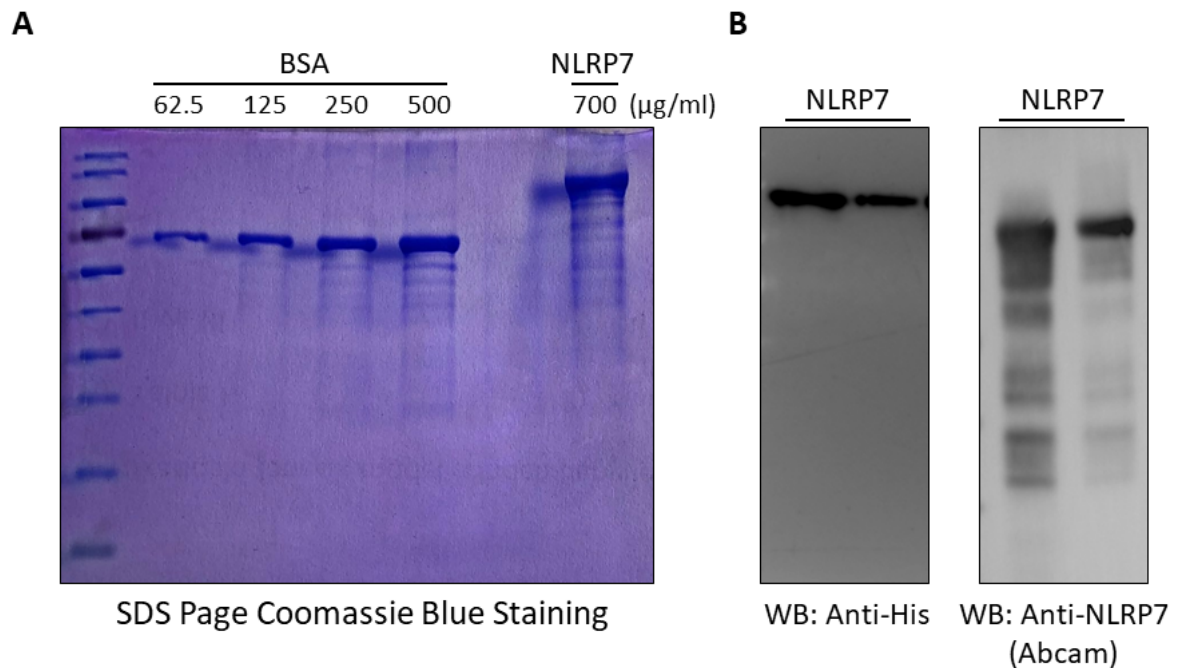 A
BSA
NLRP7
62.5 125 250 500 700 (µg/ml)
SDS Page Coomassie Blue Staining
B
NLRP7 NLRP7
WB: Anti-His
WB: Anti-NLRP7
(Abcam)